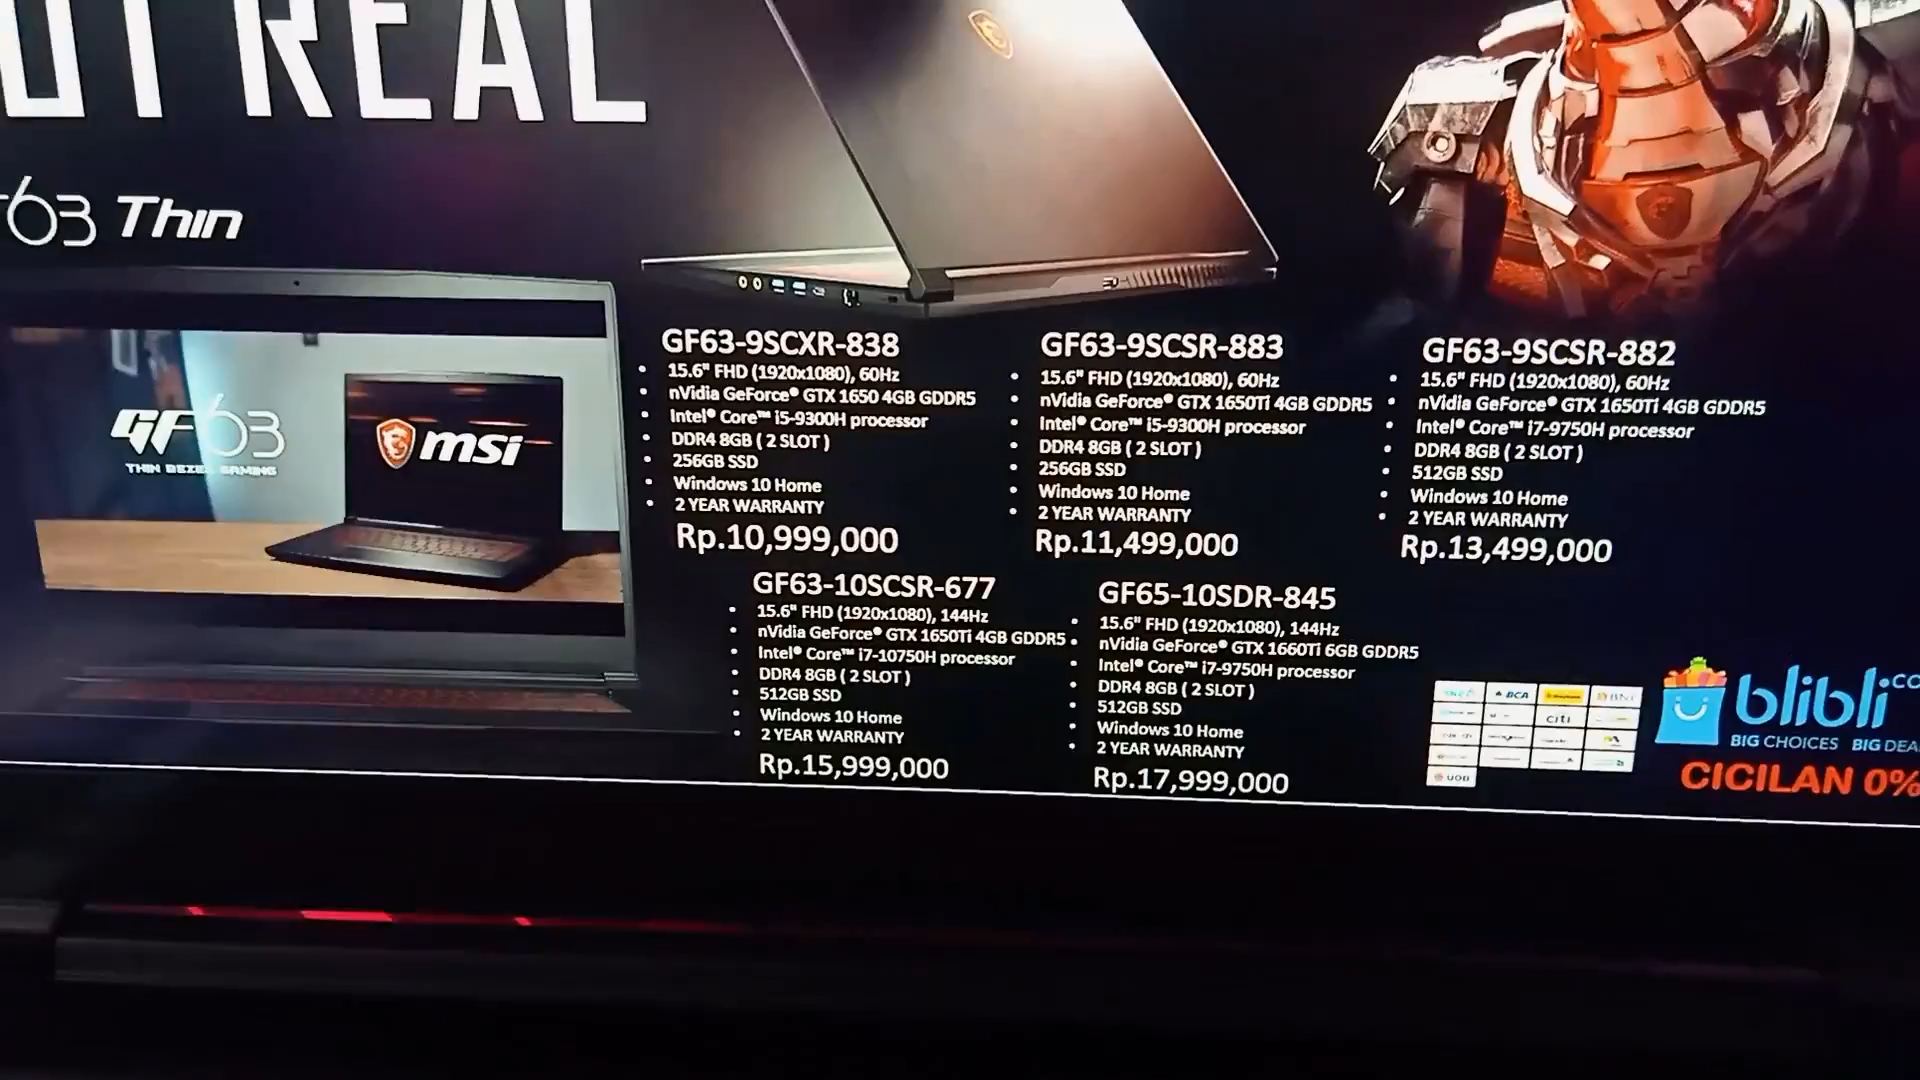 REAL
63 Thin
GF63
THIN BEZEL GAMING
msi
GF63-9SCXR-838
15.6" FHD (1920x1080), 60Hz
nVidia GeForce® GTX 1650 4GB GDDR5
Intel® Core™ i5-9300H processor
DDR4 8GB ( 2 SLOT )
256GB SSD
Windows 10 Home
2 YEAR WARRANTY
Rp.10,999,000
GF63-9SCSR-883
15.6" FHD (1920x1080), 60Hz
nVidia GeForce® GTX 1650Ti 4GB GDDR5
Intel® Core™ i5-9300H processor
DDR4 8GB ( 2 SLOT )
256GB SSD
Windows 10 Home
2 YEAR WARRANTY
Rp.11,499,000
GF63-9SCSR-882
15.6" FHD (1920x1080), 60Hz
nVidia GeForce® GTX 1650Ti 4GB GDDR5
Intel® Core™ i7-9750H processor
DDR4 8GB ( 2 SLOT )
512GB SSD
Windows 10 Home
2 YEAR WARRANTY
Rp.13,499,000
GF63-10SCSR-677
15.6" FHD (1920x1080), 144Hz
nVidia GeForce® GTX 1650Ti 4GB GDDR5
Intel® Core™ i7-10750H processor
DDR4 8GB ( 2 SLOT )
512GB SSD
Windows 10 Home
2 YEAR WARRANTY
Rp.15,999,000
GF65-10SDR-845
15.6" FHD (1920x1080), 144Hz
nVidia GeForce® GTX 1660Ti 6GB GDDR5
Intel® Core™ i7-9750H processor
DDR4 8GB ( 2 SLOT )
512GB SSD
Windows 10 Home
2 YEAR WARRANTY
Rp.17,999,000
BCA
BNI
citi
UOB
blibli
BIG CHOICES BIG
CICILAN 0%